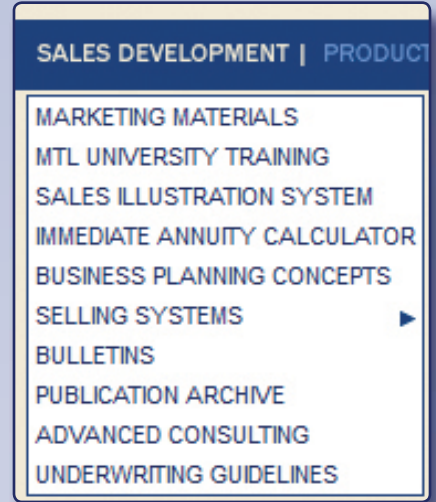 SALES DEVELOPMENT | PRODUCT
MARKETING MATERIALS
MTL UNIVERSITY TRAINING
SALES ILLUSTRATION SYSTEM
IMMEDIATE ANNUITY CALCULATOR
BUSINESS PLANNING CONCEPTS
SELLING SYSTEMS
BULLETINS
PUBLICATION ARCHIVE
ADVANCED CONSULTING
UNDERWRITING GUIDELINES